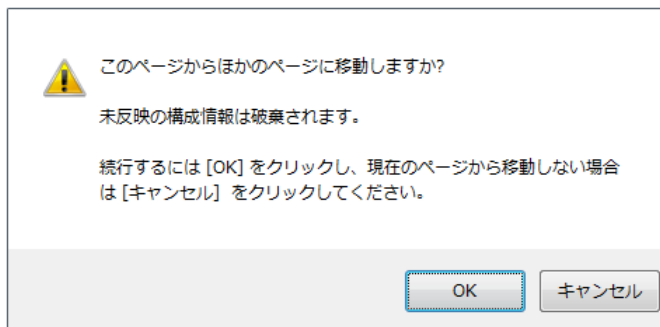 このページからほかのページに移動しますか?
未反映の構成情報は破棄されます。
続行するには [OK] をクリックし、現在のページから移動しない場合
は [キャンセル] をクリックしてください。
OK
キャンセル